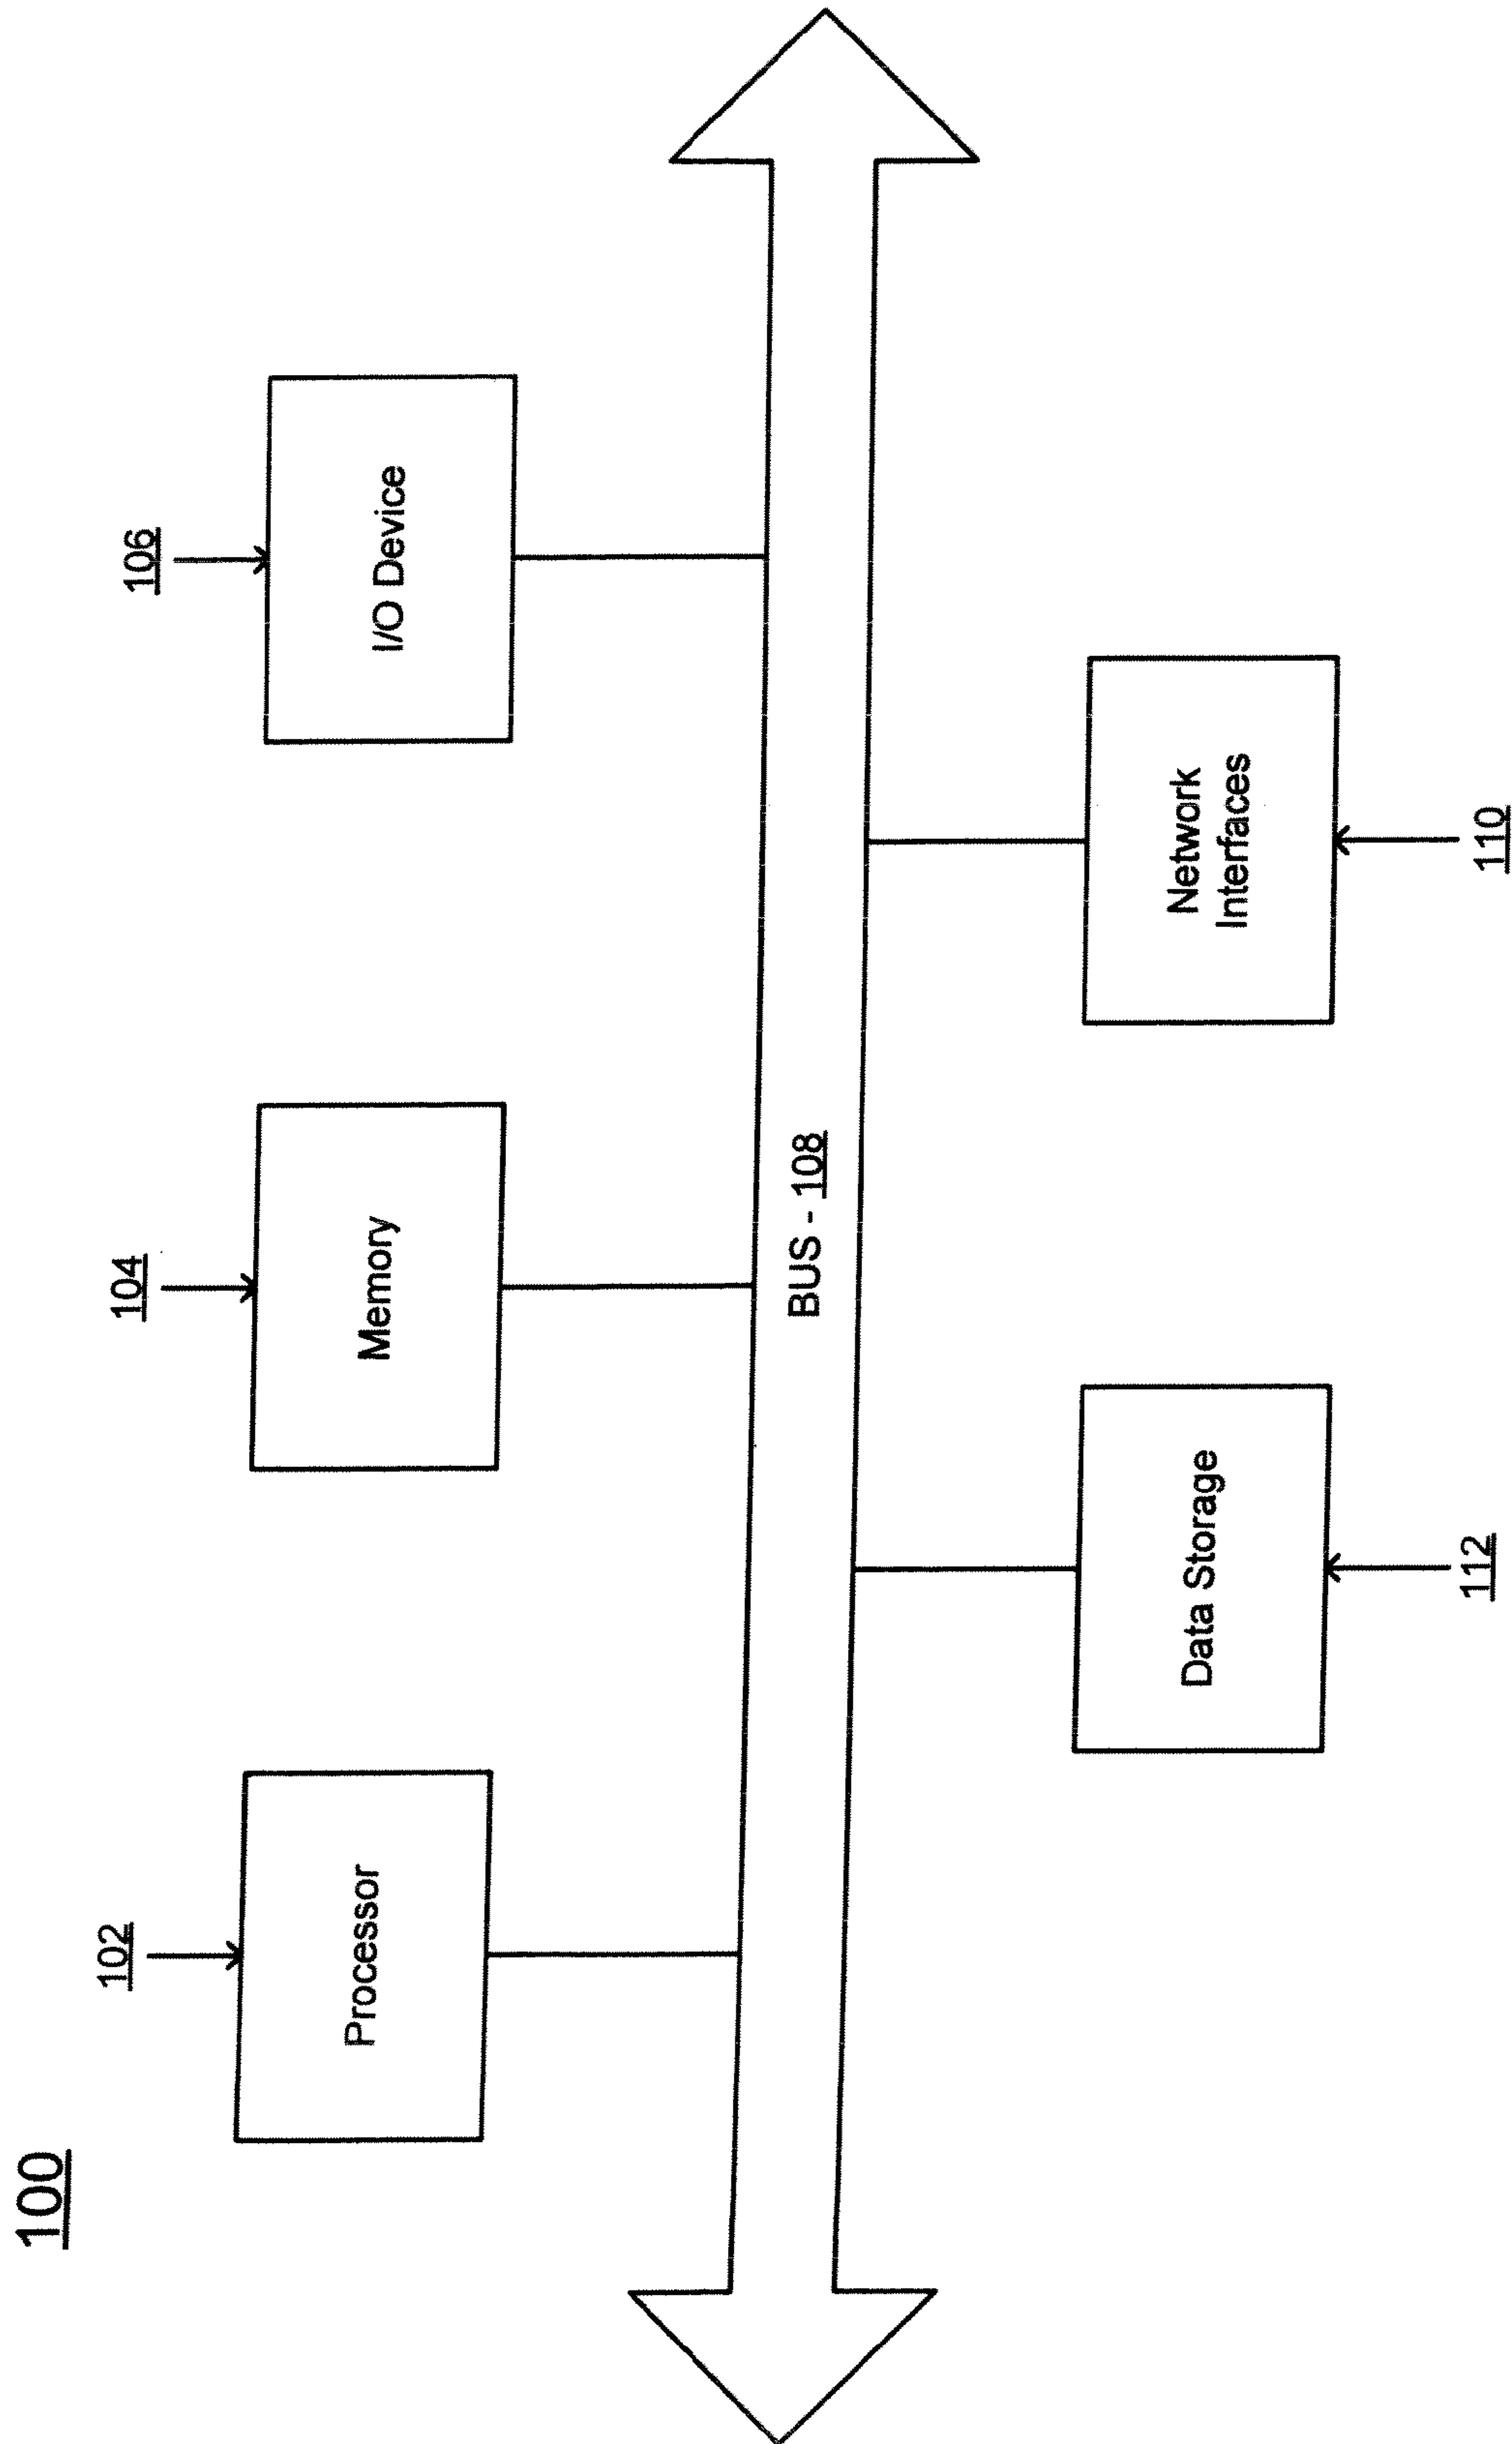 100
102
104
106
Processor
Memory
I/O Device
BUS - 108
Data Storage
Network
Interfaces
112
110